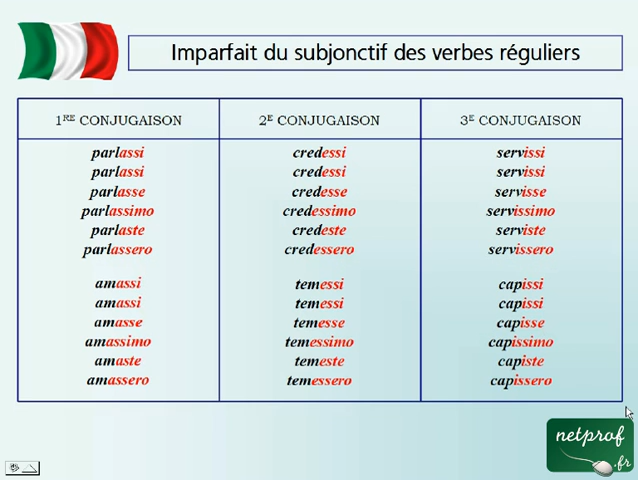 Imparfait du subjonctif des verbes réguliers
1RE CONJUGAISON
2E CONJUGAISON
3E CONJUGAISON
parlassi
parlassi
parlasse
parlassimo
parlaste
parlassero
amassi
amassi
amasse
amassimo
amaste
amassero
credessi
credessi
credesse
credessimo
credeste
credessero
temessi
temessi
temesse
temessimo
temeste
temessero
servissi
servissi
servisse
servissimo
serviste
servissero
capissi
capissi
capisse
capissimo
capiste
capissero
netprof
.fr